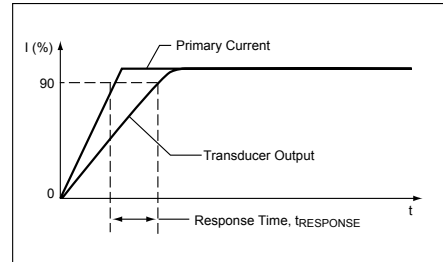 I (%)
Primary Current
90
Transducer Output
0
t
Response Time, tRESPONSE